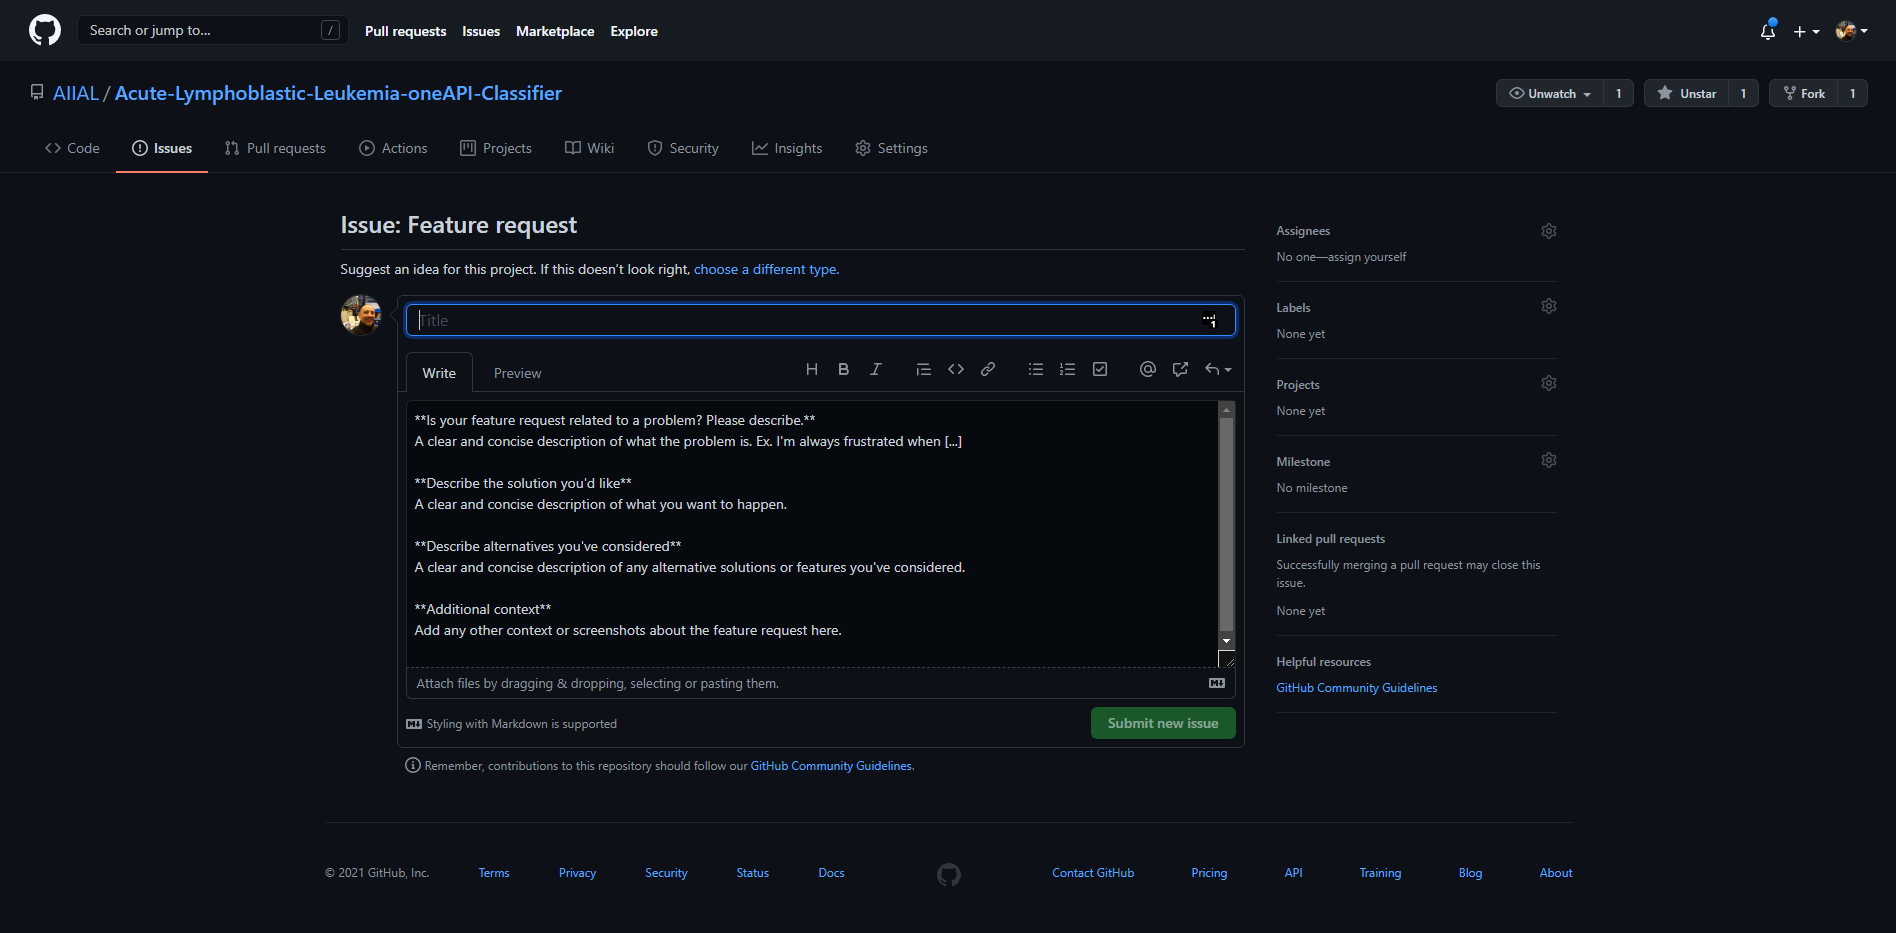 Search or jump to... /
Pull requests Issues Marketplace Explore
AIIAL / Acute-Lymphoblastic-Leukemia-oneAPI-Classifier
Unwatch 1 Unstar 1 Fork 1
Code Issues Pull requests Actions Projects Wiki Security Insights Settings
Issue: Feature request
Suggest an idea for this project. If this doesn't look right, choose a different type.
Title
Write Preview
**Is your feature request related to a problem? Please describe.**
A clear and concise description of what the problem is. Ex. I'm always frustrated when [...]
**Describe the solution you'd like**
A clear and concise description of what you want to happen.
**Describe alternatives you've considered**
A clear and concise description of any alternative solutions or features you've considered.
**Additional context**
Add any other context or screenshots about the feature request here.
Attach files by dragging & dropping, selecting or pasting them.
Styling with Markdown is supported
Submit new issue
Remember, contributions to this repository should follow our GitHub Community Guidelines.
Assignees
No one—assign yourself
Labels
None yet
Projects
None yet
Milestone
No milestone
Linked pull requests
Successfully merging a pull request may close this
issue.
None yet
Helpful resources
GitHub Community Guidelines
© 2021 GitHub, Inc. Terms Privacy Security Status Docs Contact GitHub Pricing API Training Blog About